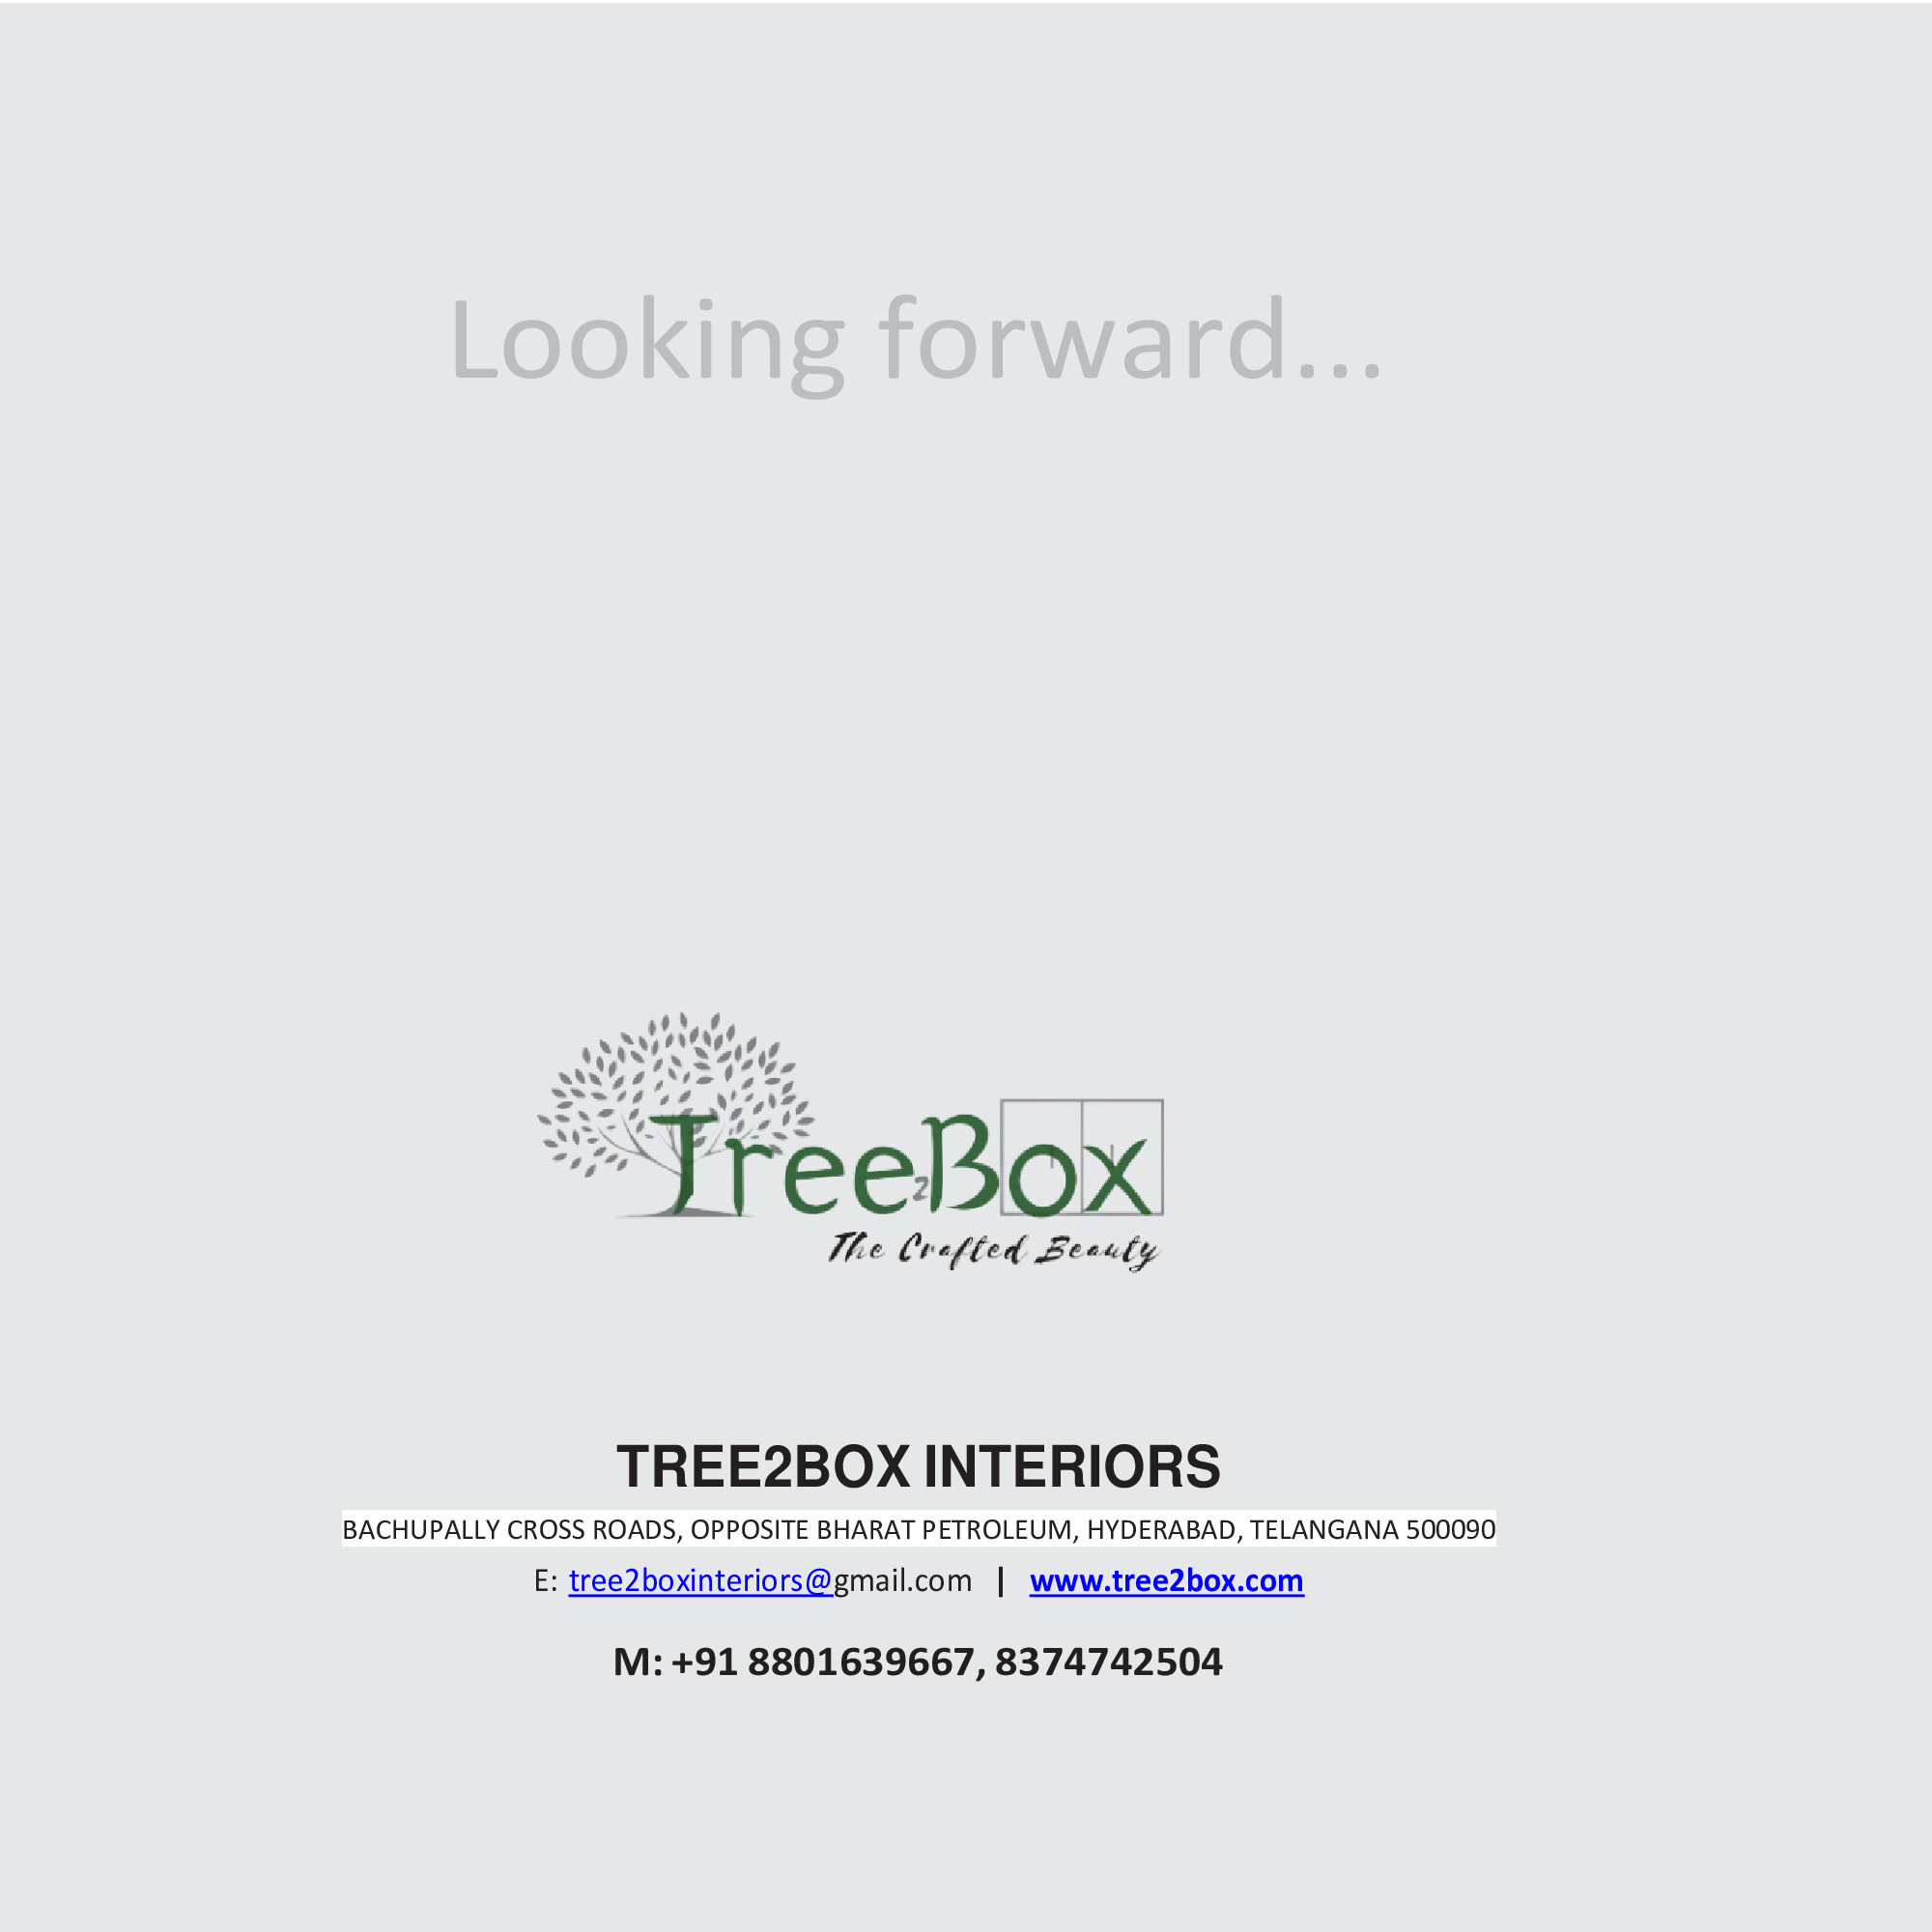 Looking forward...
Tree2Box
The Crafted Beauty
TREE2BOX INTERIORS
BACHUPALLY CROSS ROADS, OPPOSITE BHARAT PETROLEUM, HYDERABAD, TELANGANA 500090
E: tree2boxinteriors@gmail.com | www.tree2box.com
M: +91 8801639667, 8374742504